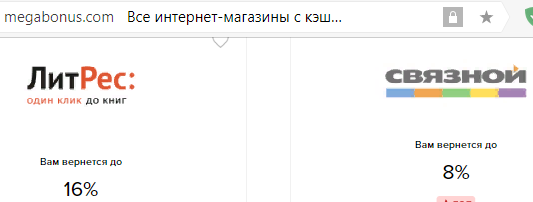 megabonus.com Все интернет-магазины с кэш...
ЛитРес:
ОДИН КЛИК ДО КНИГ
Вам вернется до
16%
СВЯЗНОЙ
Вам вернется до
8%